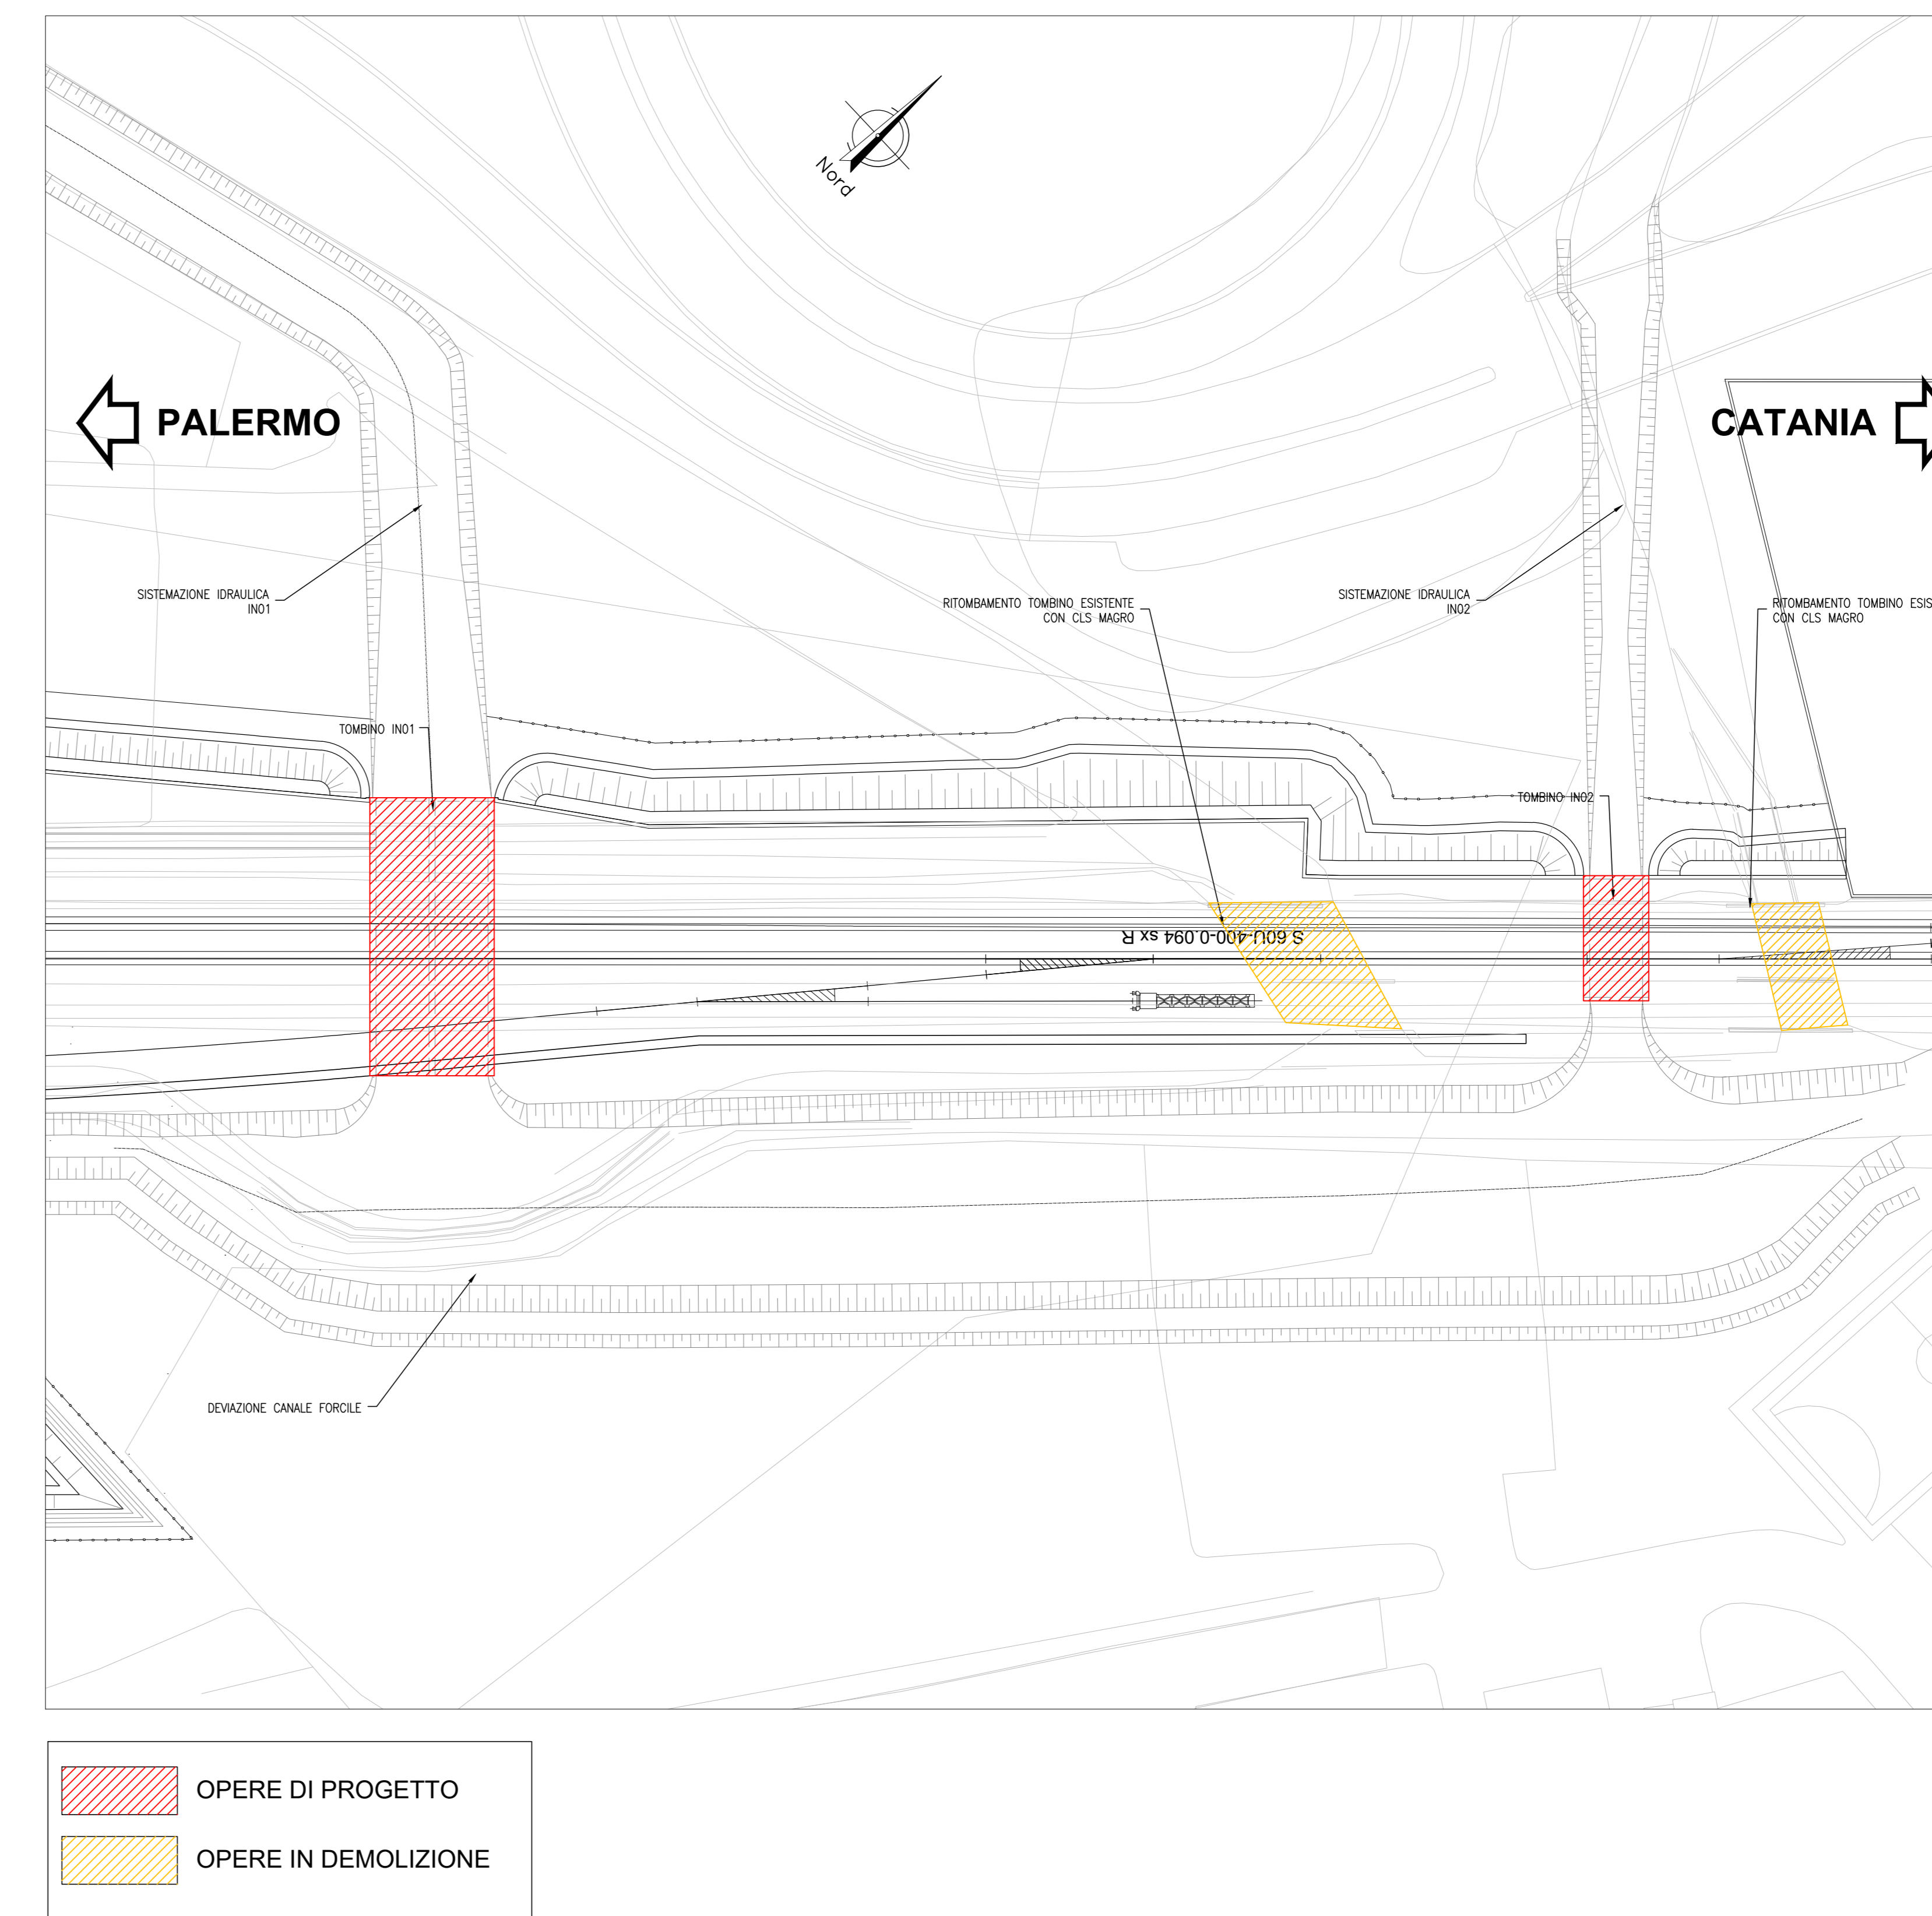 Nord
PALERMO
CATANIA
SISTEMAZIONE IDRAULICA
IN01
RITOMBAMENTO TOMBINO ESISTENTE
CON CLS MAGRO
SISTEMAZIONE IDRAULICA
IN02
RITOMBAMENTO TOMBINO ESIS
CON CLS MAGRO
TOMBINO IN01
TOMBINO IN02
S 60U-400-0.094 sx R
DEVIAZIONE CANALE FORCILE
OPERE DI PROGETTO
OPERE IN DEMOLIZIONE